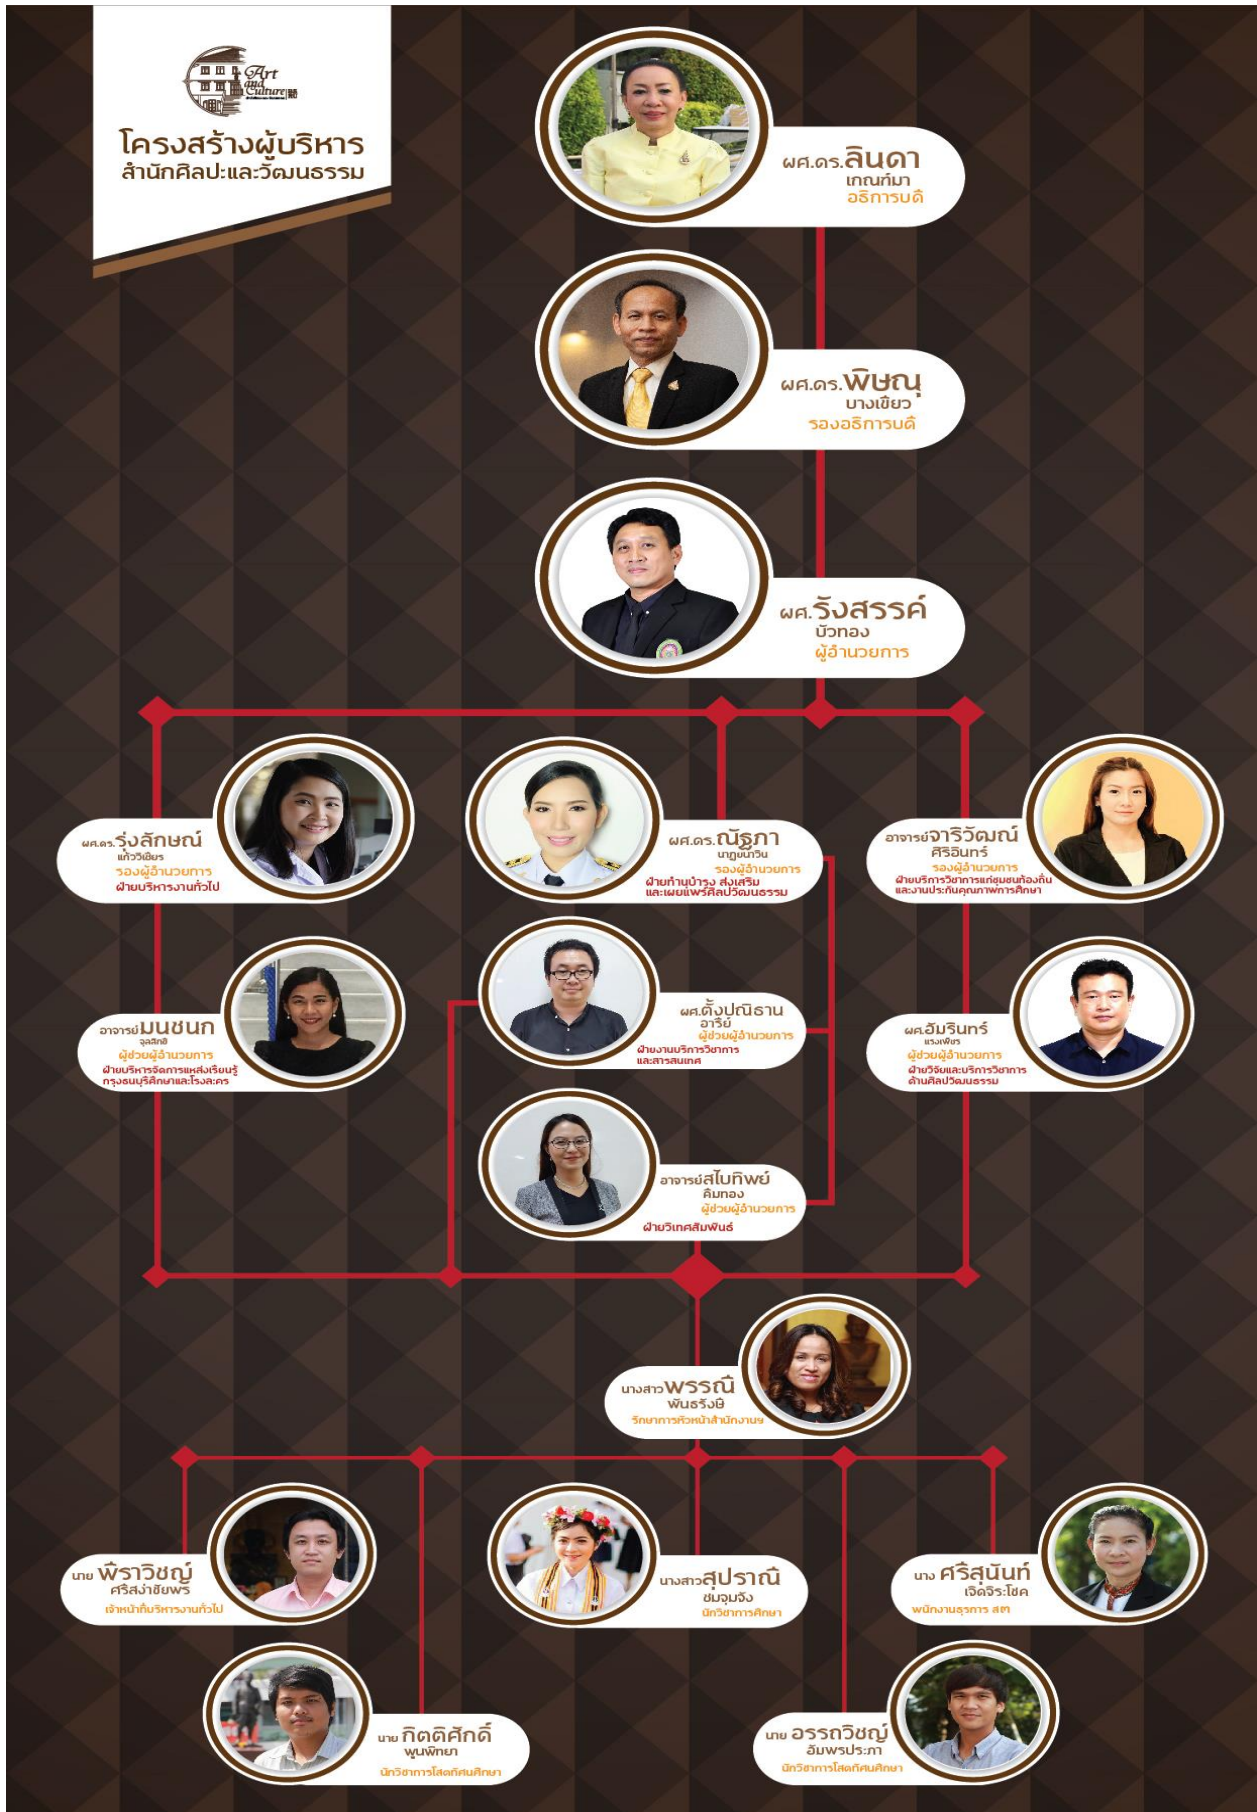 Art
and
Culture
โครงสร้างผู้บริหาร
สำนักศิลปะและวัฒนธรรม
ผศ.ดร.ลินดา
เกณฑ์มา
อธิการบดี
ผศ.ดร.พิษณุ
บางเขียว
รองอธิการบดี
ผศ.รังสรรค์
บัวทอง
ผู้อำนวยการ
ผศ.ดร.รุ่งลักษณ์
แก้ววิเชียร
รองผู้อำนวยการ
ฝ่ายบริหารงานทั่วไป
ผศ.ดร.ณัฐภา
นาฏยนาวิน
รองผู้อำนวยการ
ฝ่ายทำนุบำรุง ส่งเสริม
และเผยแพร่ศิลปวัฒนธรรม
อาจารย์จาริวัฒณ์
ศิริอินทร์
รองผู้อำนวยการ
ฝ่ายบริการวิชาการแก่ชุมชนท้องถิ่น
และงานประกันคุณภาพการศึกษา
อาจารย์มนชนก
จุลสิกขี
ผู้ช่วยผู้อำนวยการ
ฝ่ายบริหารจัดการแหล่งเรียนรู้
กรุงธนบุรีศึกษาและโรงละคร
ผศ.ตั้งปณิธาน
อารีย์
ผู้ช่วยผู้อำนวยการ
ฝ่ายงานบริการวิชาการ
และสารสนเทศ
ผศ.อัมรินทร์
แรงเพ็ชร
ผู้ช่วยผู้อำนวยการ
ฝ่ายวิจัยและบริการวิชาการ
ด้านศิลปวัฒนธรรม
อาจารย์สไบทิพย์
คิมทอง
ผู้ช่วยผู้อำนวยการ
ฝ่ายวิเทศสัมพันธ์
นางสาวพรรณี
พันธรังษี
รักษาการหัวหน้าสำนักงานฯ
นาย พีราวิชญ์
ศรีสง่าชัยพร
เจ้าหน้าที่บริหารงานทั่วไป
นางสาวสุปราณี
ชมจุมจัง
นักวิชาการศึกษา
นาง ศรีสุนันท์
เจิดจิระโชค
พนักงานธุรการ ส๓
นาย กิตติศักดิ์
พูนพิทยา
นักวิชาการโสตทัศนศึกษา
นาย อรรถวิชญ์
อัมพรประภา
นักวิชาการโสตทัศนศึกษา